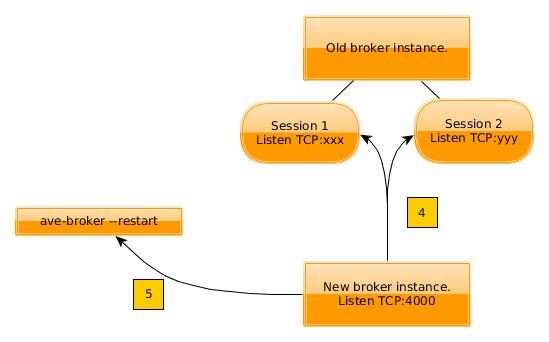 Old broker instance.
Session 1
Listen TCP:xxx
Session 2
Listen TCP:yyy
4
ave-broker --restart
5
New broker instance.
Listen TCP:4000